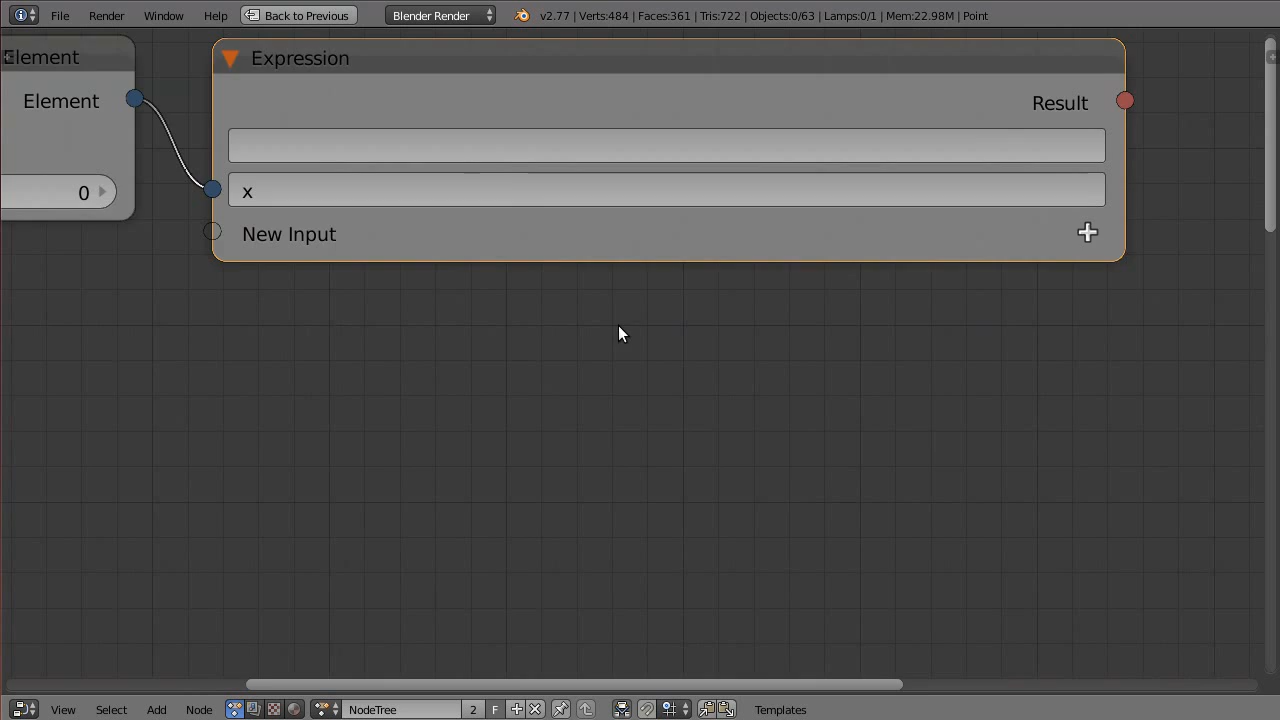 File Render Window Help Back to Previous Blender Render v2.77 | Verts:484 | Faces:361 | Tris:722 | Objects:0/63 | Lamps:0/1 | Mem:22.98M | Point
Element
Expression
Element
Result
x
0
New Input
View Select Add Node NodeTree 2 F Templates